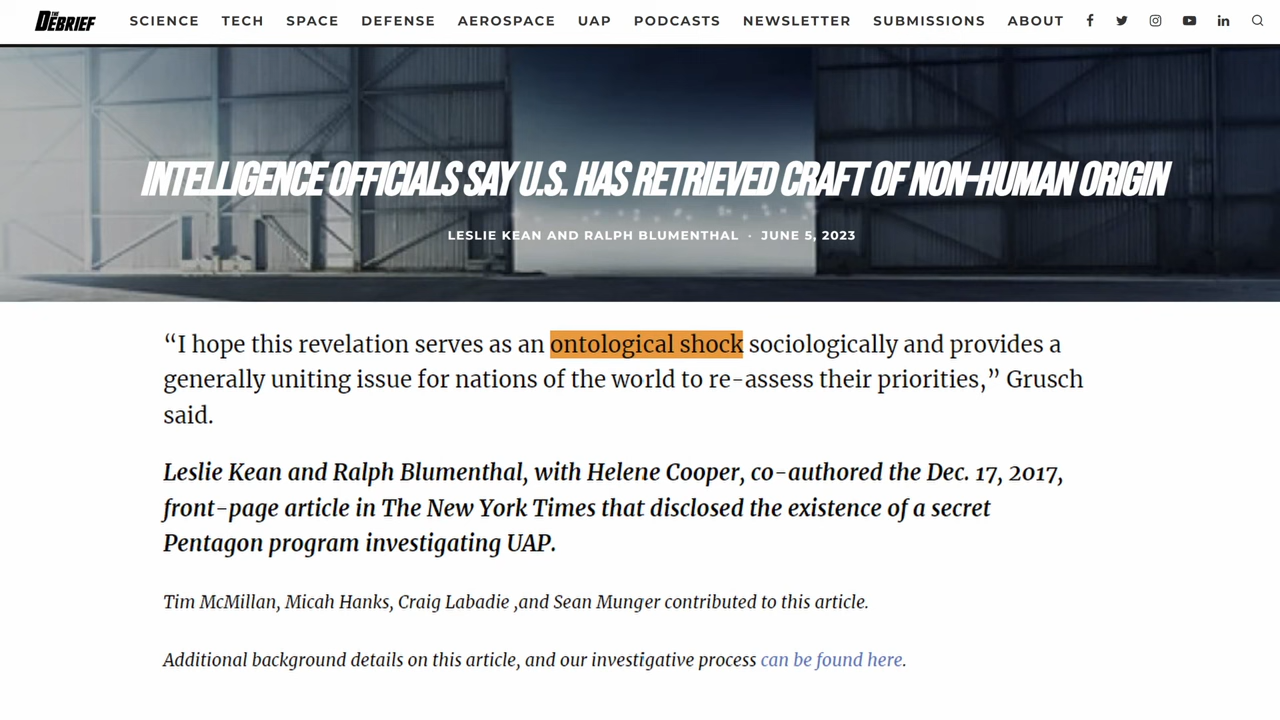 THE DEBRIEF SCIENCE TECH SPACE DEFENSE AEROSPACE UAP PODCASTS NEWSLETTER SUBMISSIONS ABOUT
INTELLIGENCE OFFICIALS SAY U.S. HAS RETRIEVED CRAFT OF NON-HUMAN ORIGIN
LESLIE KEAN AND RALPH BLUMENTHAL · JUNE 5, 2023
“I hope this revelation serves as an ontological shock sociologically and provides a
generally uniting issue for nations of the world to re-assess their priorities,” Grusch
said.
Leslie Kean and Ralph Blumenthal, with Helene Cooper, co-authored the Dec. 17, 2017,
front-page article in The New York Times that disclosed the existence of a secret
Pentagon program investigating UAP.
Tim McMillan, Micah Hanks, Craig Labadie ,and Sean Munger contributed to this article.
Additional background details on this article, and our investigative process can be found here.